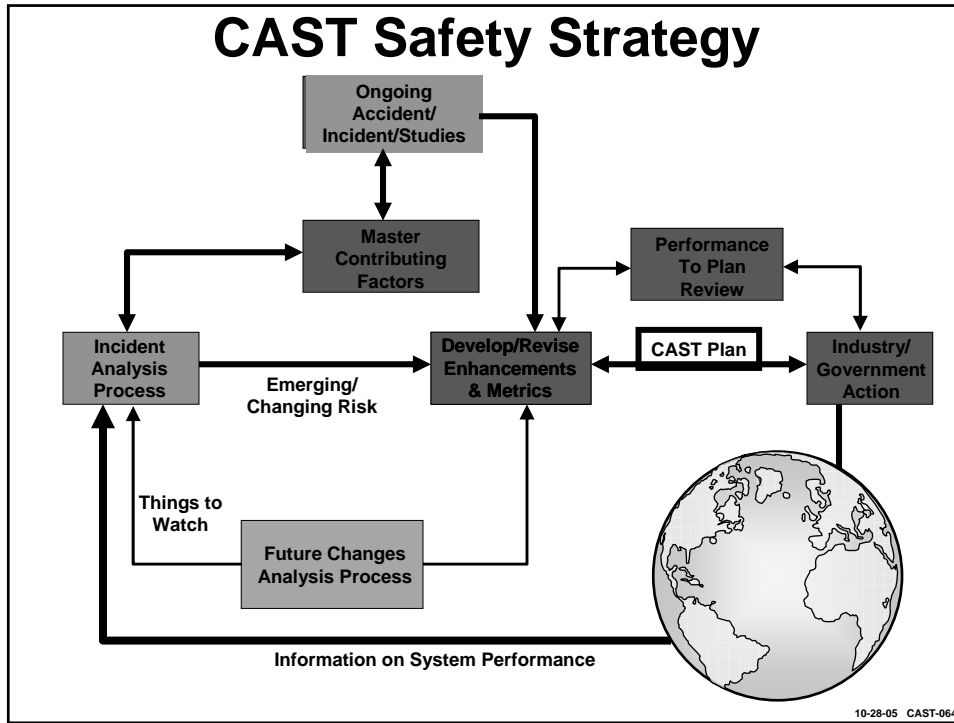 CAST Safety Strategy
Ongoing
Accident/
Incident/Studies
Master
Contributing
Factors
Performance
To Plan
Review
Incident
Analysis
Process
Emerging/
Changing Risk
Develop/Revise
Enhancements
& Metrics
CAST Plan
Industry/
Government
Action
Things to
Watch
Future Changes
Analysis Process
Information on System Performance
10-28-05 CAST-064